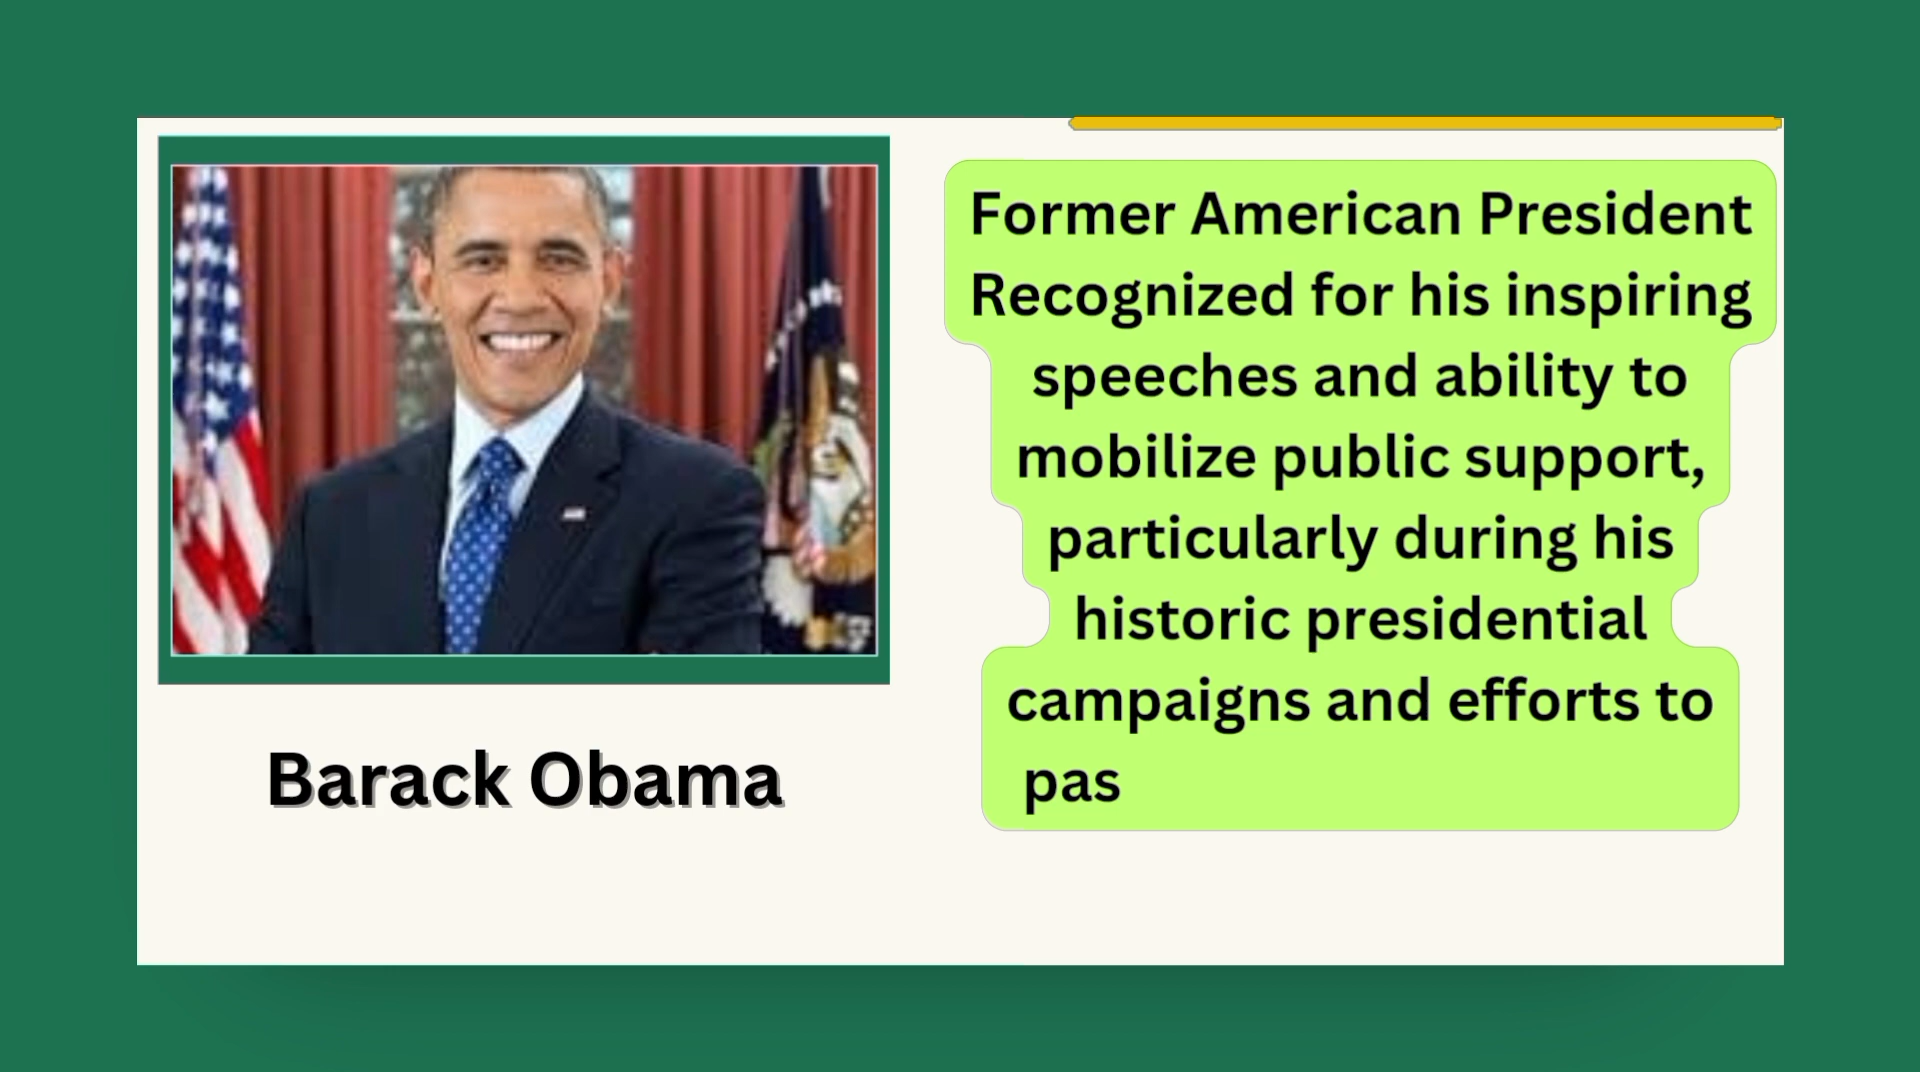 Former American President
Recognized for his inspiring
speeches and ability to
mobilize public support,
particularly during his
historic presidential
campaigns and efforts to
pas
Barack Obama